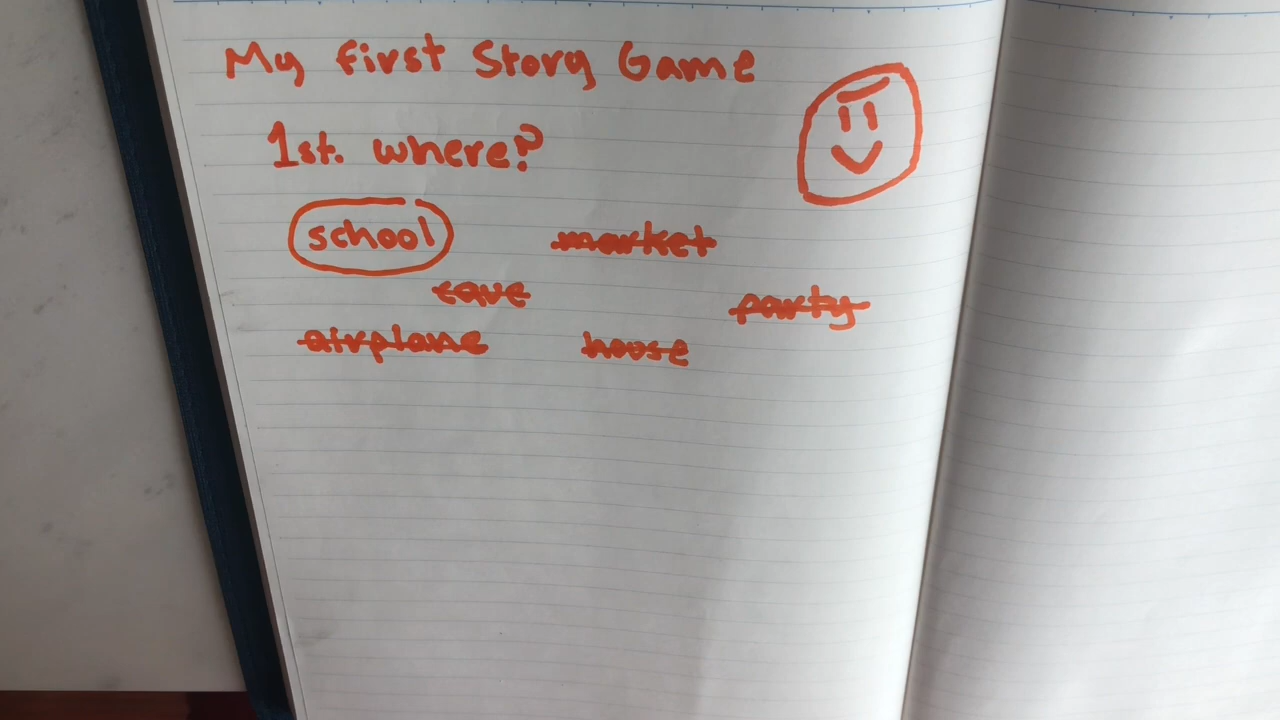 My first Story Game
1st. where?
school market
cave party
airplane house